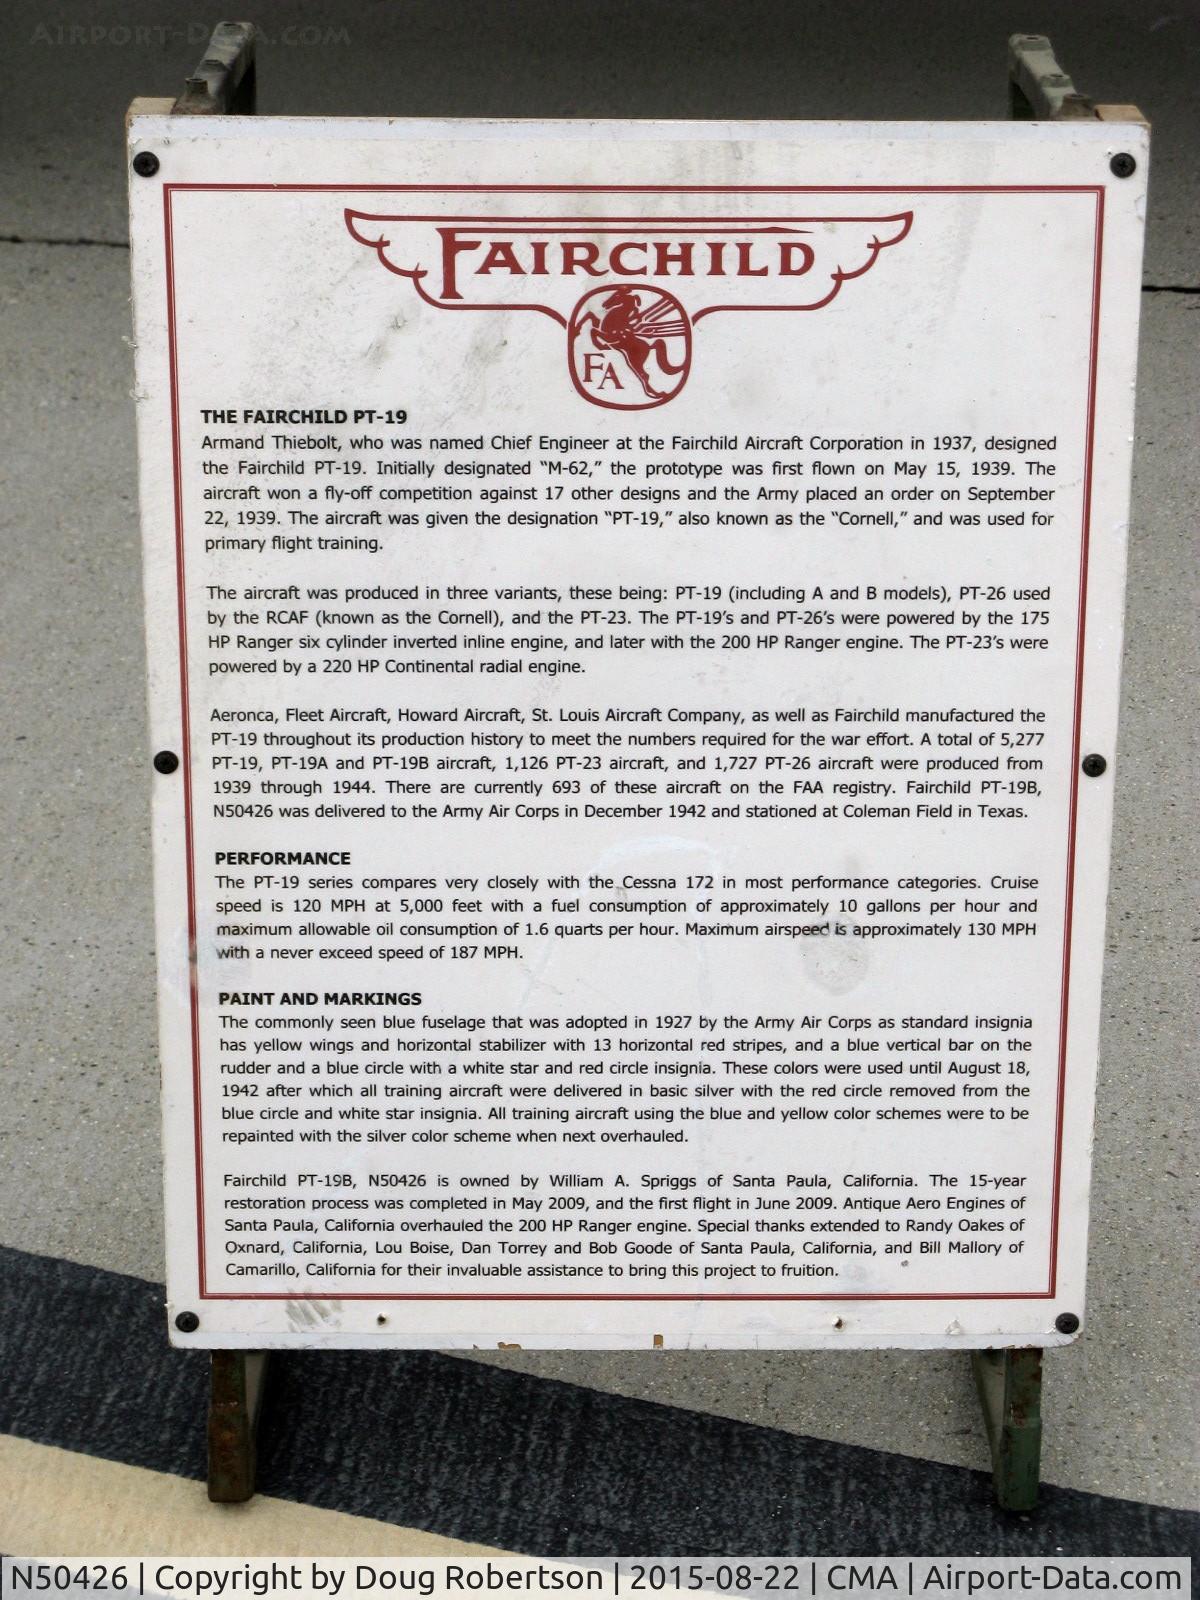 AIRPORT-DATA.COM
FAIRCHILD
FA
THE FAIRCHILD PT-19
Armand Thiebolt, who was named Chief Engineer at the Fairchild Aircraft Corporation in 1937, designed
the Fairchild PT-19. Initially designated “M-62,” the prototype was first flown on May 15, 1939. The
aircraft won a fly-off competition against 17 other designs and the Army placed an order on September
22, 1939. The aircraft was given the designation “PT-19,” also known as the “Cornell,” and was used for
primary flight training.
The aircraft was produced in three variants, these being: PT-19 (including A and B models), PT-26 used
by the RCAF (known as the Cornell), and the PT-23. The PT-19’s and PT-26’s were powered by the 175
HP Ranger six cylinder inverted inline engine, and later with the 200 HP Ranger engine. The PT-23’s were
powered by a 220 HP Continental radial engine.
Aeronca, Fleet Aircraft, Howard Aircraft, St. Louis Aircraft Company, as well as Fairchild manufactured the
PT-19 throughout its production history to meet the numbers required for the war effort. A total of 5,277
PT-19, PT-19A and PT-19B aircraft, 1,126 PT-23 aircraft, and 1,727 PT-26 aircraft were produced from
1939 through 1944. There are currently 693 of these aircraft on the FAA registry. Fairchild PT-19B,
N50426 was delivered to the Army Air Corps in December 1942 and stationed at Coleman Field in Texas.
PERFORMANCE
The PT-19 series compares very closely with the Cessna 172 in most performance categories. Cruise
speed is 120 MPH at 5,000 feet with a fuel consumption of approximately 10 gallons per hour and
maximum allowable oil consumption of 1.6 quarts per hour. Maximum airspeed is approximately 130 MPH
with a never exceed speed of 187 MPH.
PAINT AND MARKINGS
The commonly seen blue fuselage that was adopted in 1927 by the Army Air Corps as standard insignia
has yellow wings and horizontal stabilizer with 13 horizontal red stripes, and a blue vertical bar on the
rudder and a blue circle with a white star and red circle insignia. These colors were used until August 18,
1942 after which all training aircraft were delivered in basic silver with the red circle removed from the
blue circle and white star insignia. All training aircraft using the blue and yellow color schemes were to be
repainted with the silver color scheme when next overhauled.
Fairchild PT-19B, N50426 is owned by William A. Spriggs of Santa Paula, California. The 15-year
restoration process was completed in May 2009, and the first flight in June 2009. Antique Aero Engines of
Santa Paula, California overhauled the 200 HP Ranger engine. Special thanks extended to Randy Oakes of
Oxnard, California, Lou Boise, Dan Torrey and Bob Goode of Santa Paula, California, and Bill Mallory of
Camarillo, California for their invaluable assistance to bring this project to fruition.
N50426 | Copyright by Doug Robertson | 2015-08-22 | CMA | Airport-Data.com